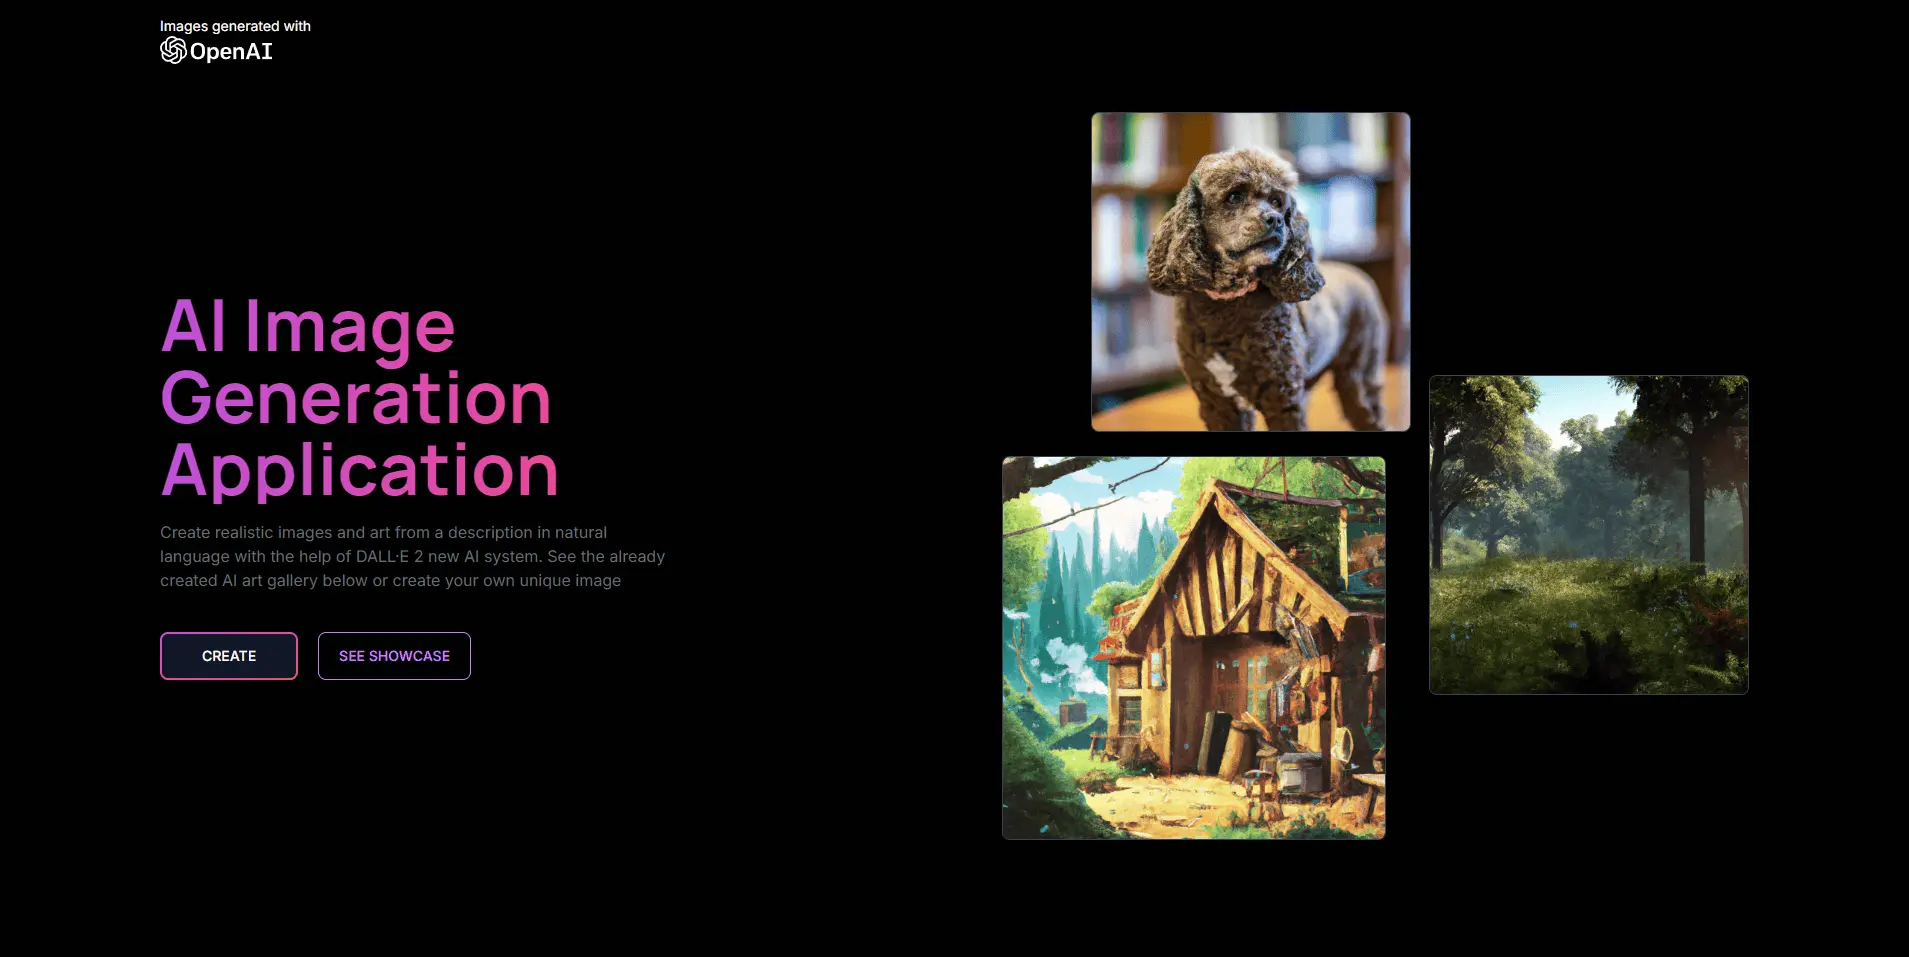 Images generated with
OpenAI
AI Image
Generation
Application
Create realistic images and art from a description in natural
language with the help of DALL·E 2 new AI system. See the already
created AI art gallery below or create your own unique image
CREATE
SEE SHOWCASE